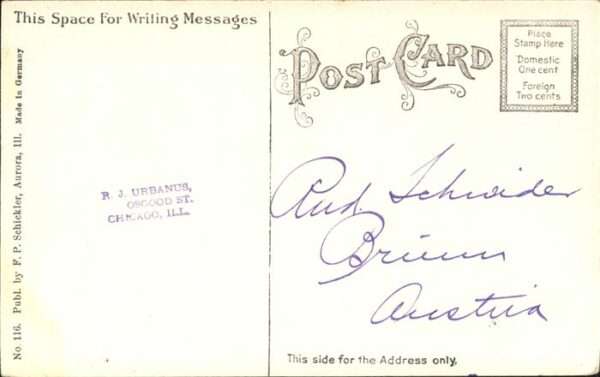 This Space For Writing Messages
POST CARD
Place
Stamp Here
Domestic
One cent
Foreign
Two cents
No 116. Publ. by F. P. Schickler, Aurora, Ill. Made in Germany
R. J. URBANUS,
OSGOOD ST.
CHICAGO, ILL.
Rud. Schneider
Brünn
Austria
This side for the Address only.